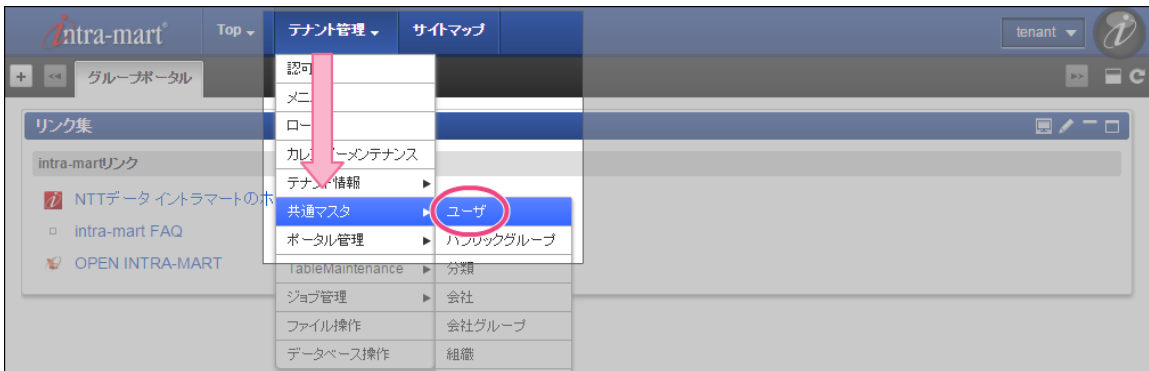 intra-mart® Top テナント管理 サイトマップ tenant
グループポータル
リンク集
intra-martリンク
NTTデータ イントラマートのホ
intra-mart FAQ
OPEN INTRA-MART
認可
メニ
ロー
カレ ーメンテナンス
テナント情報
共通マスタ
ポータル管理
TableMaintenance
ジョブ管理
ファイル操作
データベース操作
ユーザ
パブリックグループ
分類
会社
会社グループ
組織